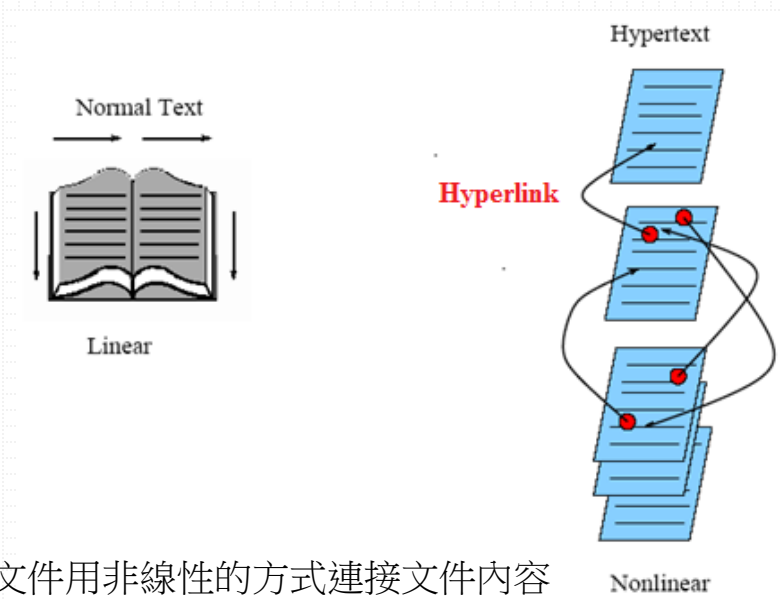 Hypertext
Normal Text
Hyperlink
Linear
文件用非線性的方式連接文件內容
Nonlinear